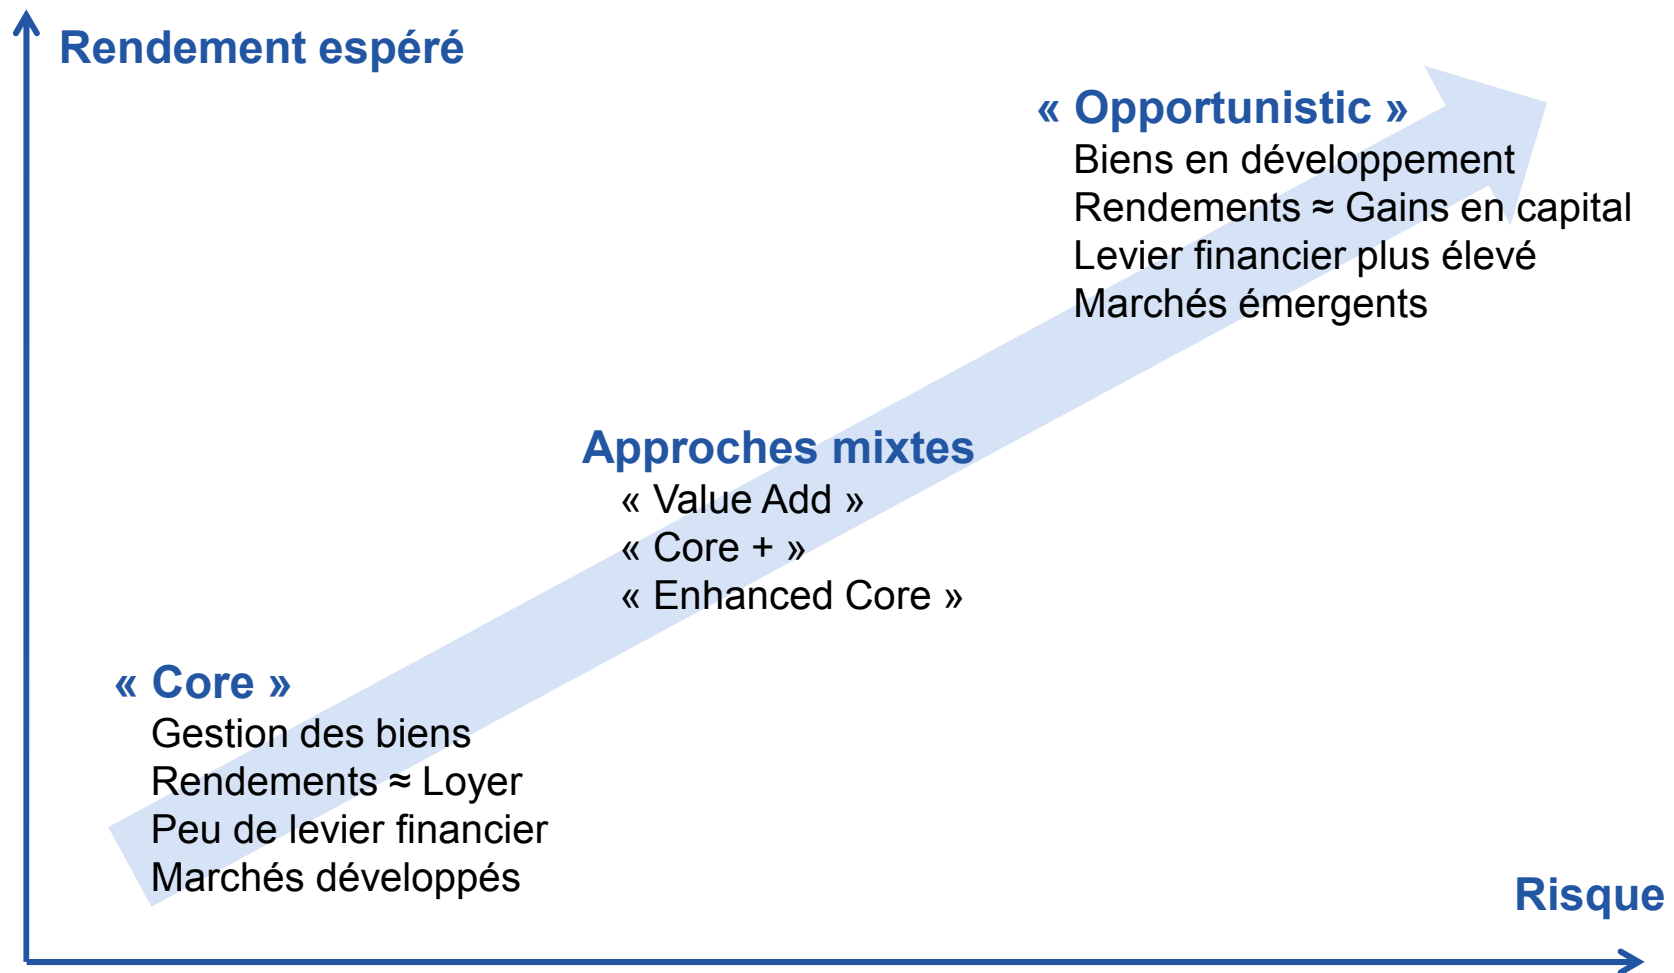 Rendement espéré
« Opportunistic »
Biens en développement
Rendements ≈ Gains en capital
Levier financier plus élevé
Marchés émergents
Approches mixtes
« Value Add »
« Core + »
« Enhanced Core »
« Core »
Gestion des biens
Rendements ≈ Loyer
Peu de levier financier
Marchés développés
Risque